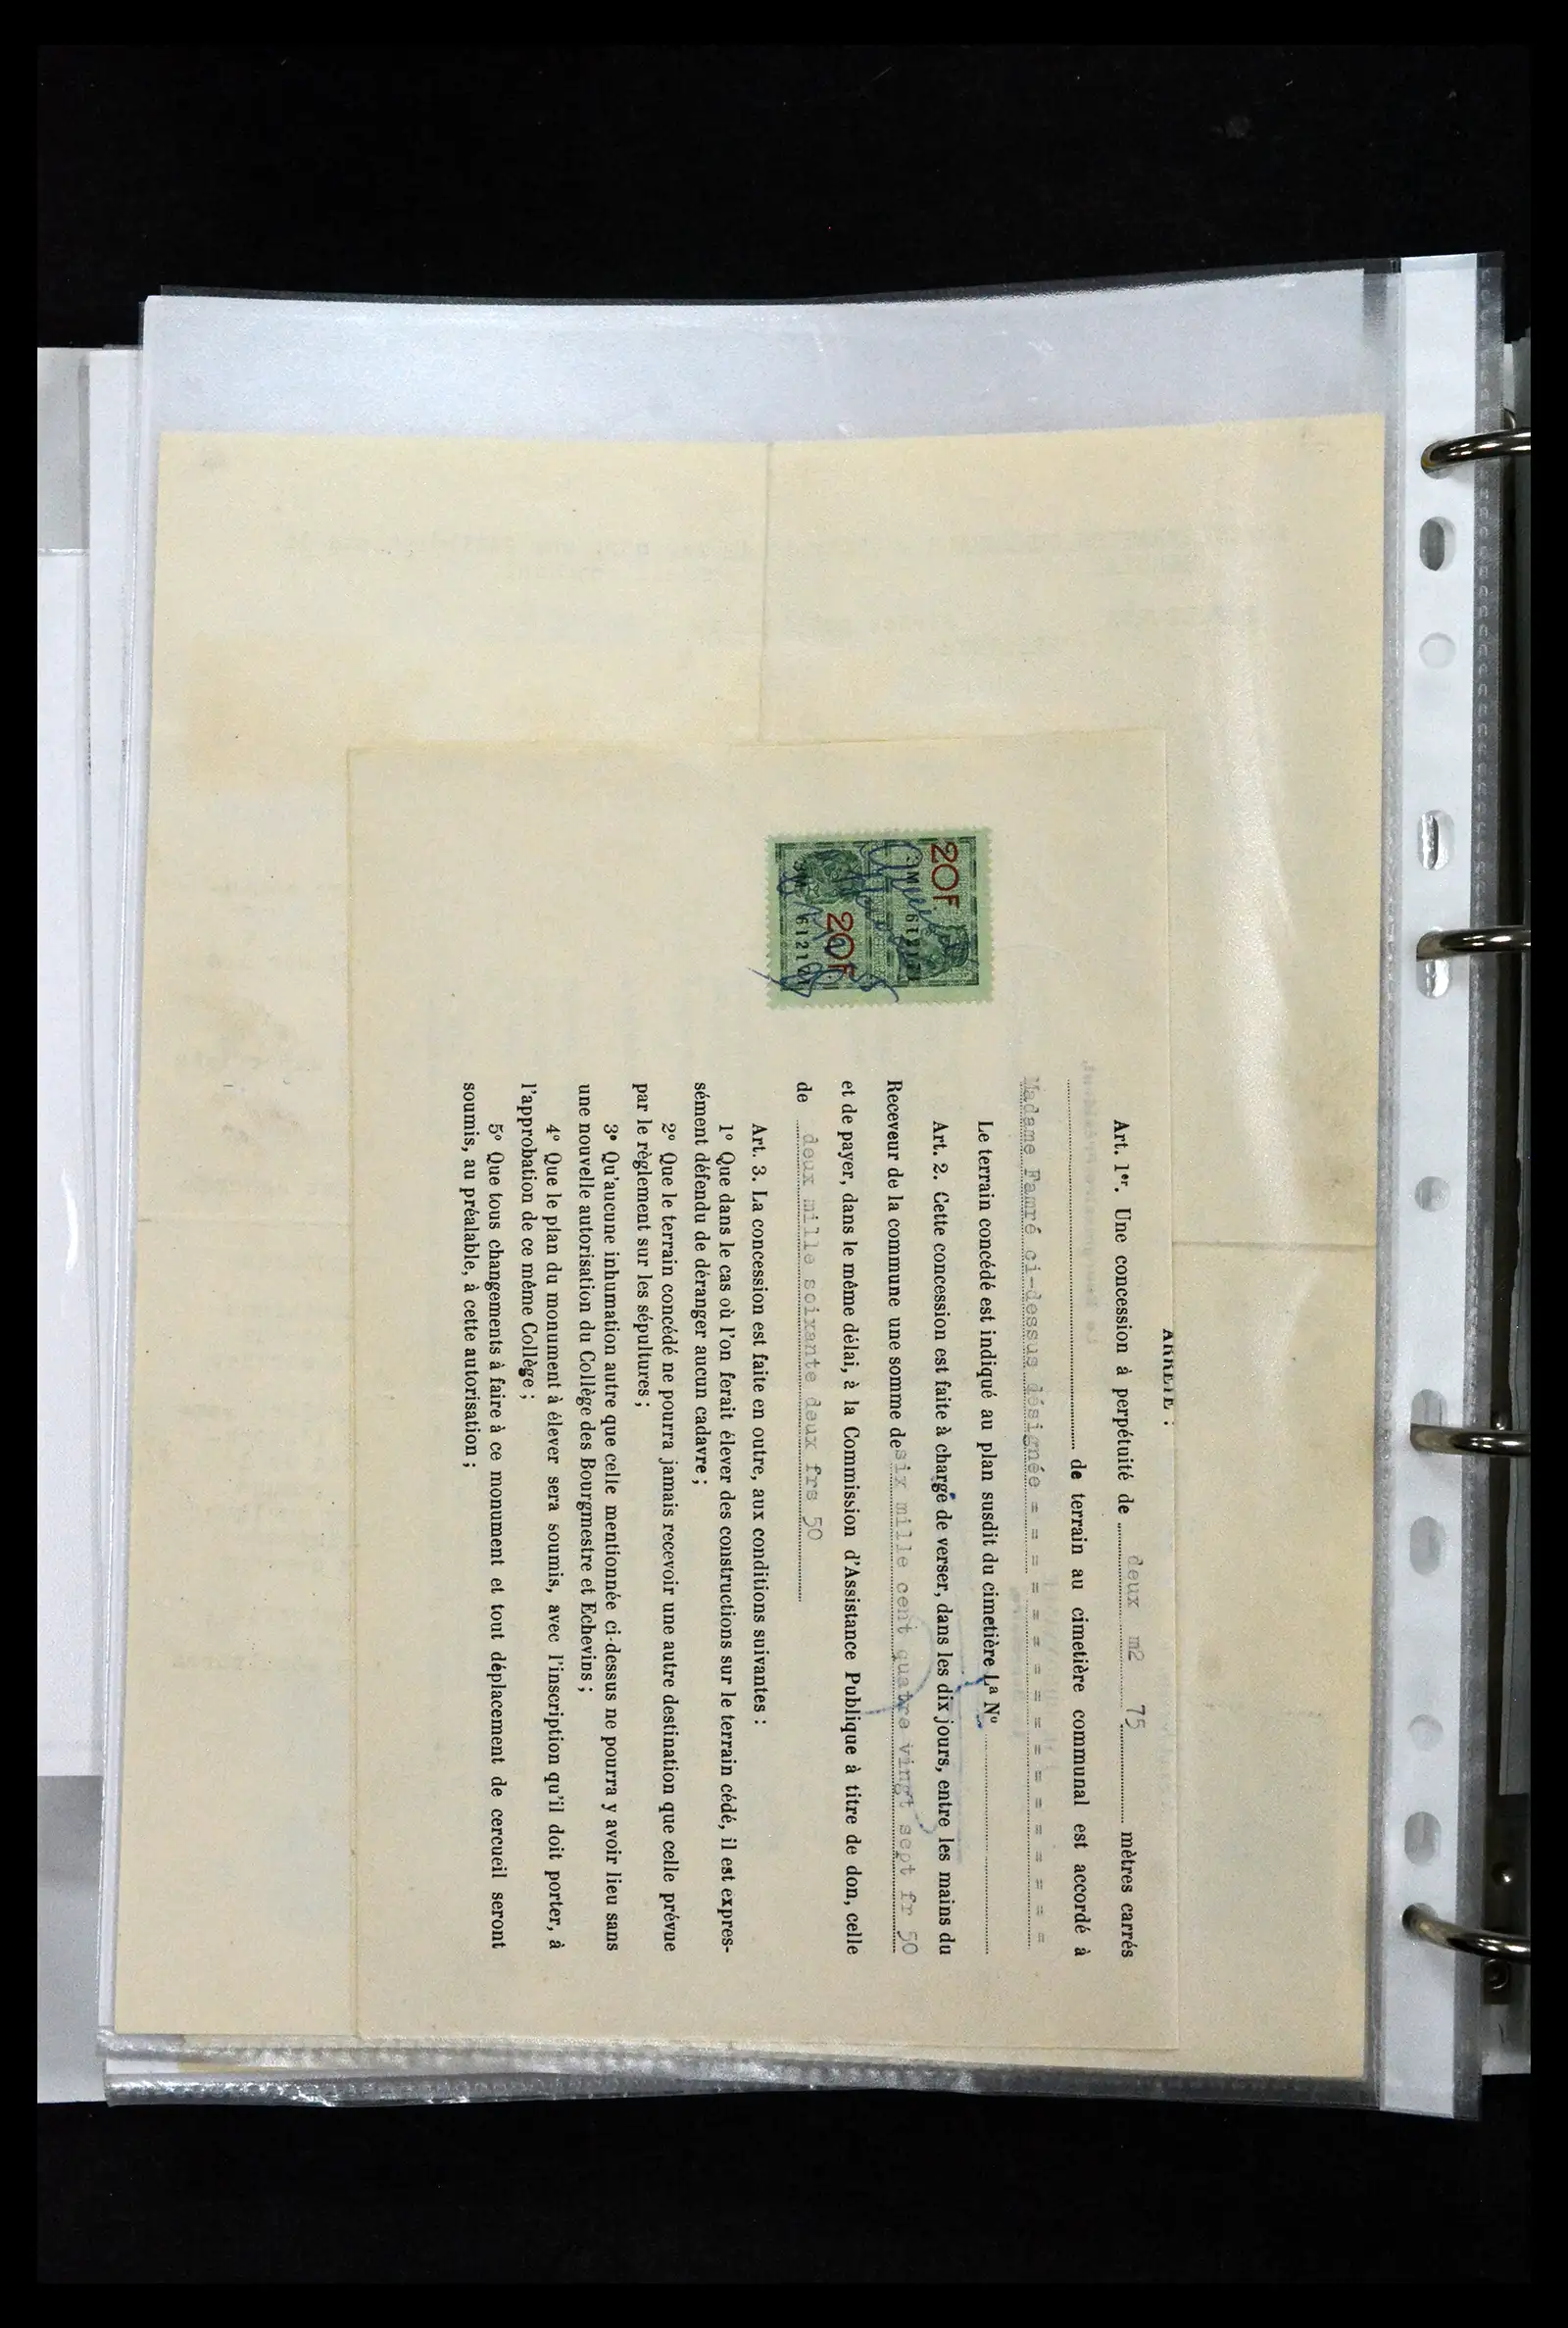 ARRÊTE :
Art. 1er. Une concession à perpétuité de deux m2 75 mètres carrés
de terrain au cimetière communal est accordé à
Madame Famré ci-dessus désignée = = = = = = = = = = = =
Le terrain concédé est indiqué au plan susdit du cimetière La No
Art. 2. Cette concession est faite à charge de verser, dans les dix jours, entre les mains du
Receveur de la commune une somme de six mille cent quatre vingt sept fr 50
et de payer, dans le même délai, à la Commission d'Assistance Publique à titre de don, celle
de deux mille soixante deux frs 50
Art. 3. La concession est faite en outre, aux conditions suivantes :
1o Que dans le cas où l'on ferait élever des constructions sur le terrain cédé, il est expres-
sément défendu de déranger aucun cadavre ;
2o Que le terrain concédé ne pourra jamais recevoir une autre destination que celle prévue
par le règlement sur les sépultures ;
3o Qu'aucune inhumation autre que celle mentionnée ci-dessus ne pourra y avoir lieu sans
une nouvelle autorisation du Collège des Bourgmestre et Echevins ;
4o Que le plan du monument à élever sera soumis, avec l'inscription qu'il doit porter, à
l'approbation de ce même Collège ;
5o Que tous changements à faire à ce monument et tout déplacement de cercueil seront
soumis, au préalable, à cette autorisation ;
20F
20F